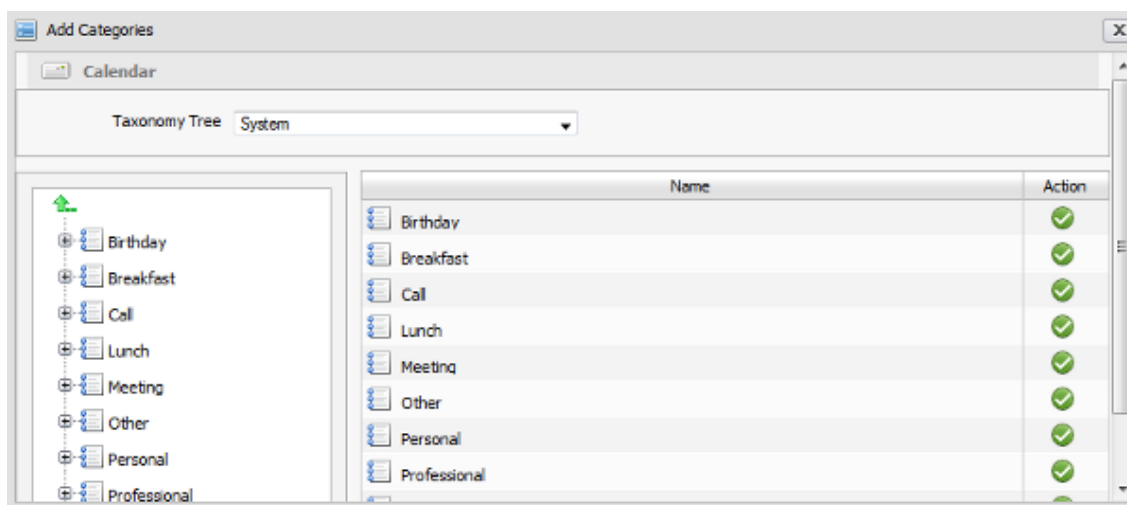 Add Categories
Calendar
Taxonomy Tree System
Birthday
Breakfast
Call
Lunch
Meeting
Other
Personal
Professional
Name Action
Birthday
Breakfast
Call
Lunch
Meeting
Other
Personal
Professional